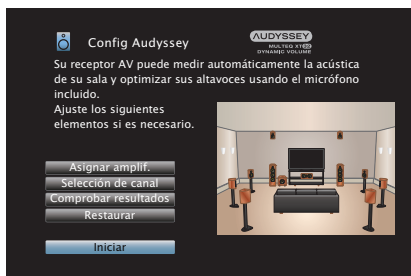 Config Audyssey
AUDYSSEY
MULTEQ XT32
DYNAMIC VOLUME
Su receptor AV puede medir automáticamente la acústica
de su sala y optimizar sus altavoces usando el micrófono
incluido.
Ajuste los siguientes
elementos si es necesario.
Asignar amplif.
Selección de canal
Comprobar resultados
Restaurar
Iniciar